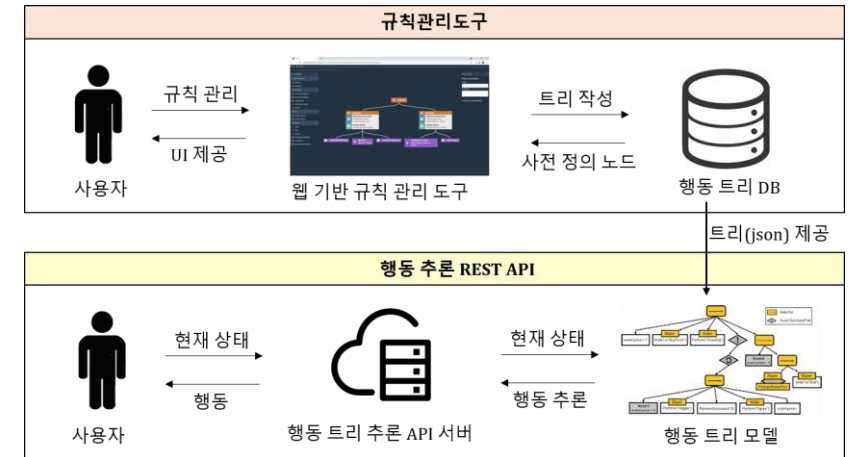 규칙관리도구
규칙 관리
UI 제공
트리 작성
사전 정의 노드
사용자
웹 기반 규칙 관리 도구
행동 트리 DB
트리(json) 제공
행동 추론 REST API
현재 상태
행동
현재 상태
행동 추론
사용자
행동 트리 추론 API 서버
행동 트리 모델